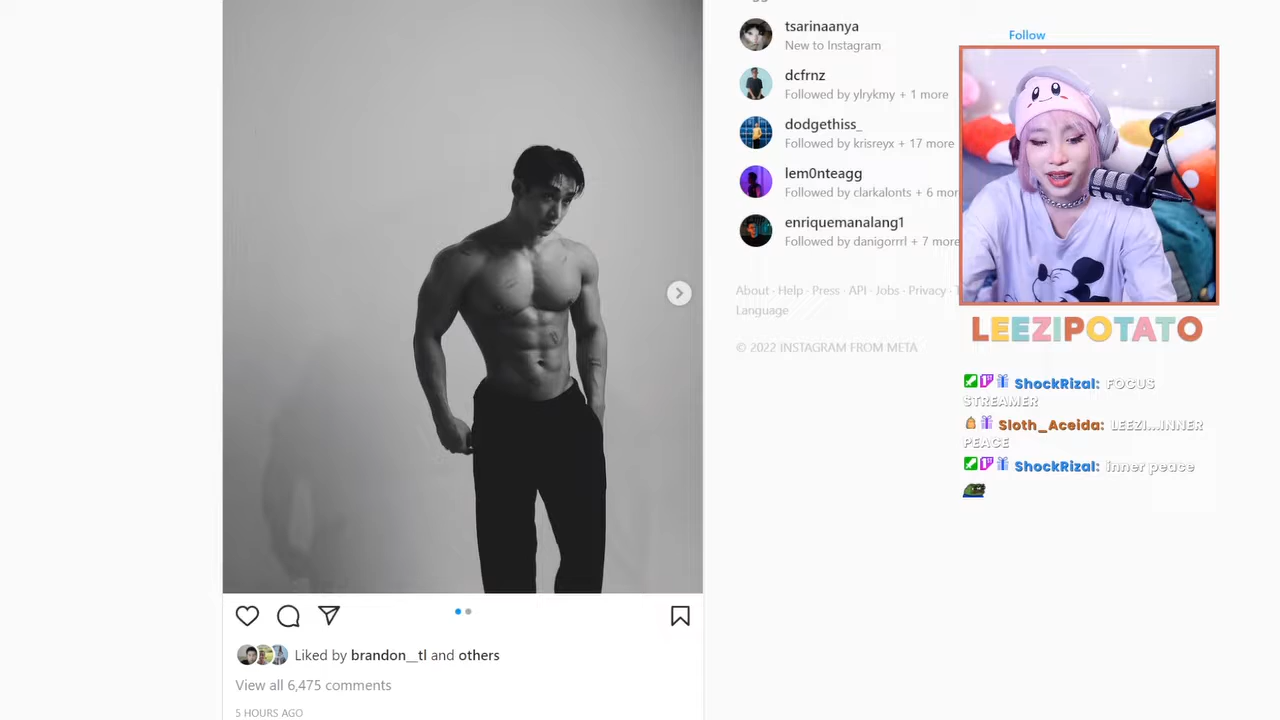 tsarinaanya
New to Instagram
dcfrnz
Followed by ylrykmy + 1 more
dodgethiss_
Followed by krisreyx + 17 more
lem0nteagg
Followed by clarkalonts + 6 mor
enriquemanalang1
Followed by danigorrrl + 7 more
About · Help · Press · API · Jobs · Privacy ·
Language
© 2022 INSTAGRAM FROM META
Liked by brandon__tl and others
View all 6,475 comments
5 HOURS AGO
Follow
LEEZIPOTATO
ShockRizal: FOCUS
STREAMER
Sloth_Aceida: LEEZI...INNER
PEACE
ShockRizal: inner peace